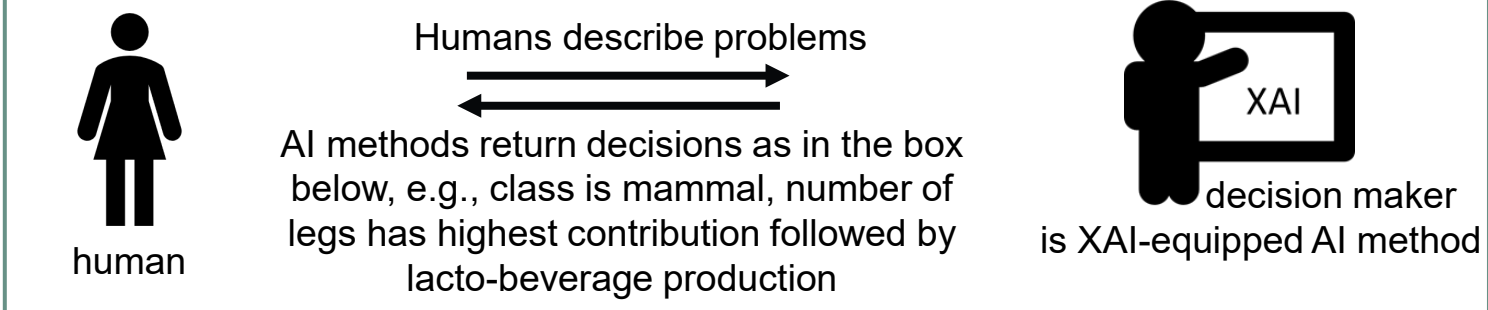 Humans describe problems
AI methods return decisions as in the box
below, e.g., class is mammal, number of
legs has highest contribution followed by
lacto-beverage production
human
XAI
decision maker
is XAI-equipped AI method